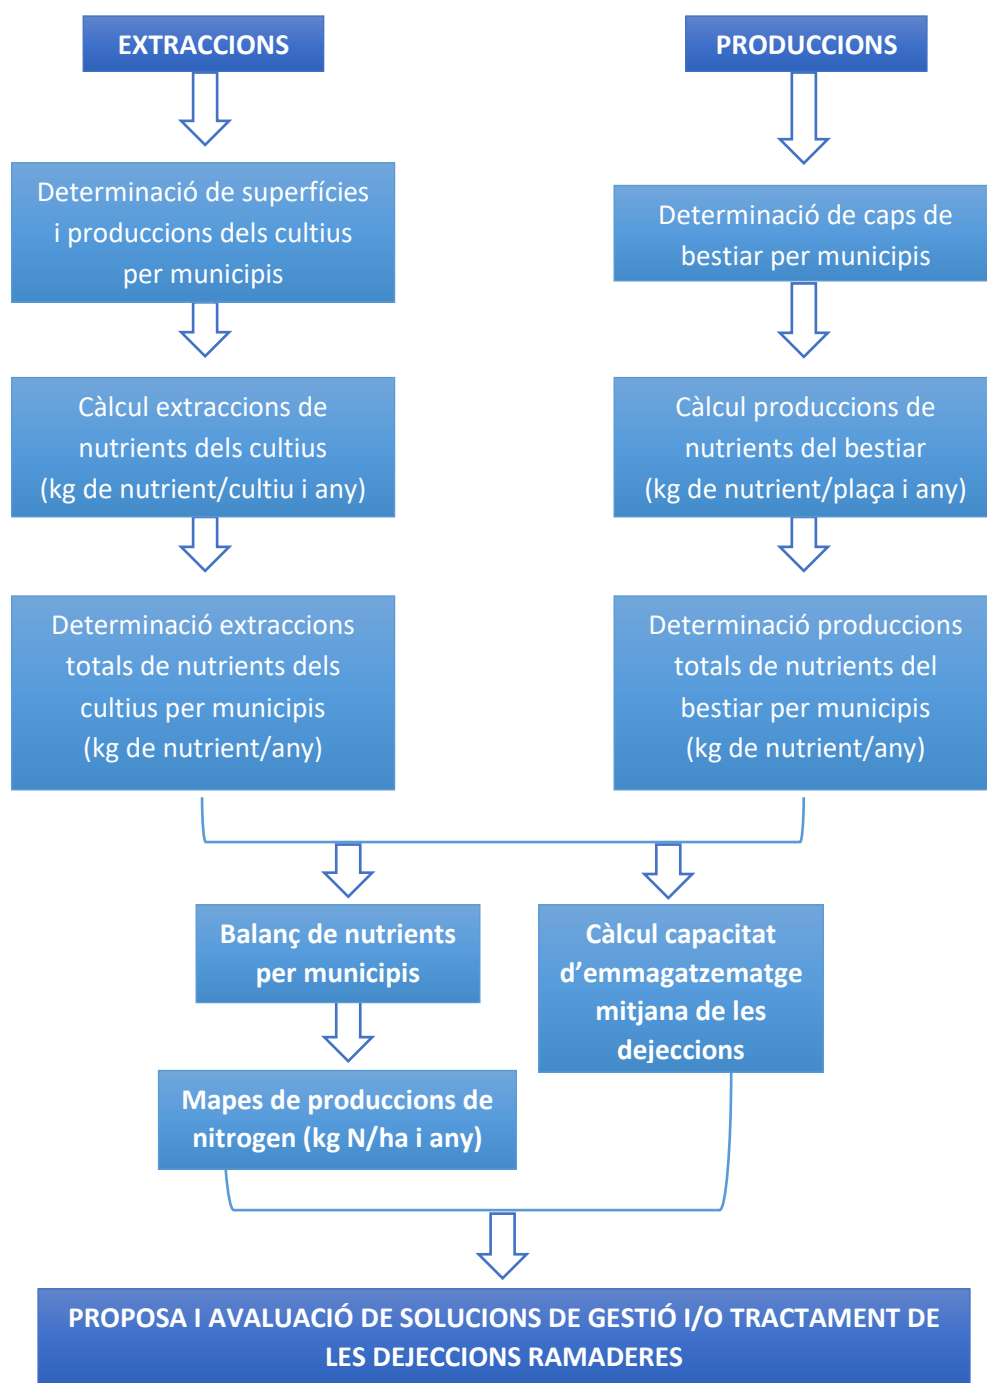 EXTRACCIONS
PRODUCCIONS
Determinació de superfícies
i produccions dels cultius
per municipis
Determinació de caps de
bestiar per municipis
Càlcul extraccions de
nutrients dels cultius
(kg de nutrient/cultiu i any)
Càlcul produccions de
nutrients del bestiar
(kg de nutrient/plaça i any)
Determinació extraccions
totals de nutrients dels
cultius per municipis
(kg de nutrient/any)
Determinació produccions
totals de nutrients del
bestiar per municipis
(kg de nutrient/any)
Balanç de nutrients
per municipis
Càlcul capacitat
d’emmagatzematge
mitjana de les
dejeccions
Mapes de produccions de
nitrogen (kg N/ha i any)
PROPOSA I AVALUACIÓ DE SOLUCIONS DE GESTIÓ I/O TRACTAMENT DE
LES DEJECCIONS RAMADERES